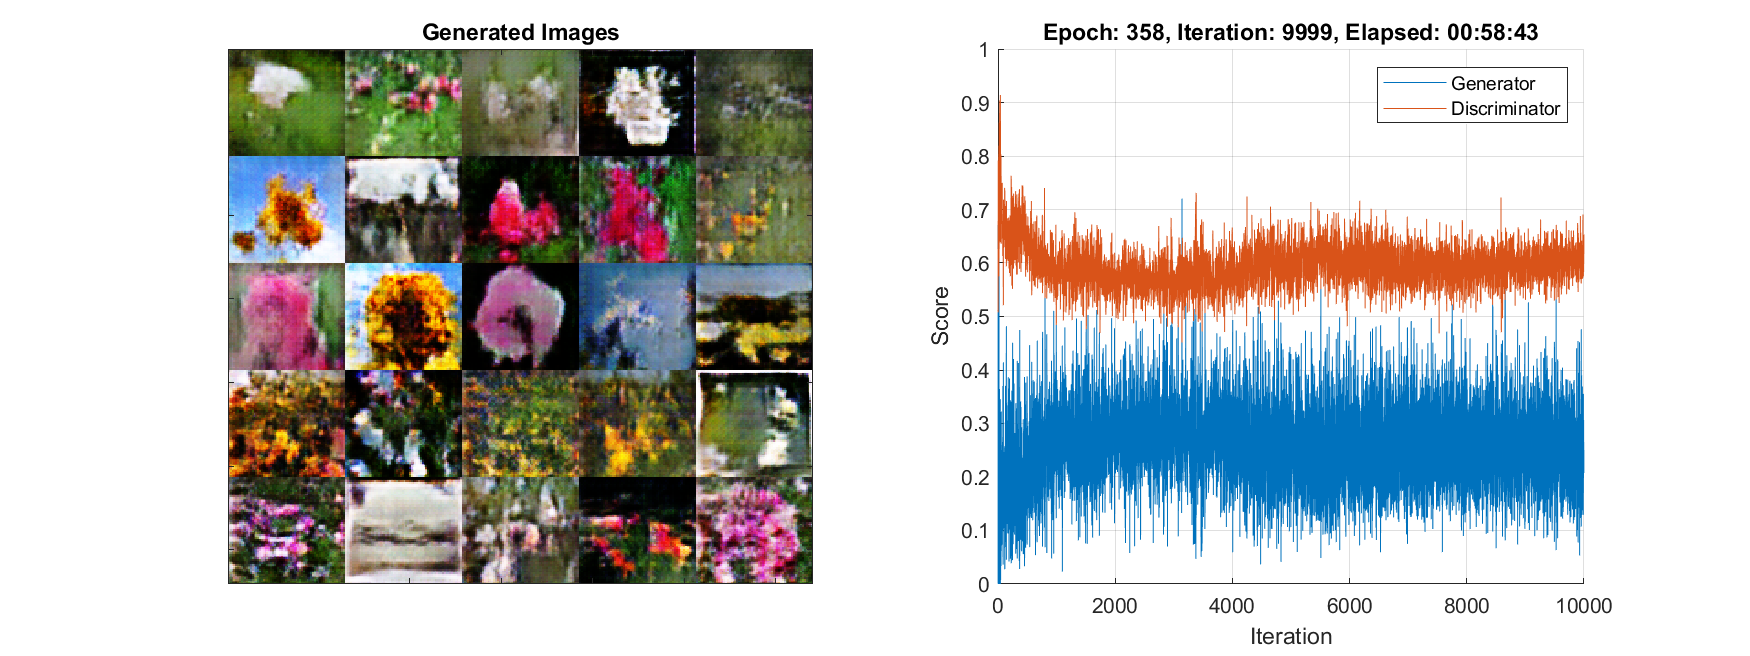 Generated Images
Epoch: 358, Iteration: 9999, Elapsed: 00:58:43
Generator
Discriminator
1
0.9
0.8
0.7
0.6
0.5
0.4
0.3
0.2
0.1
0
Score
0 2000 4000 6000 8000 10000
Iteration